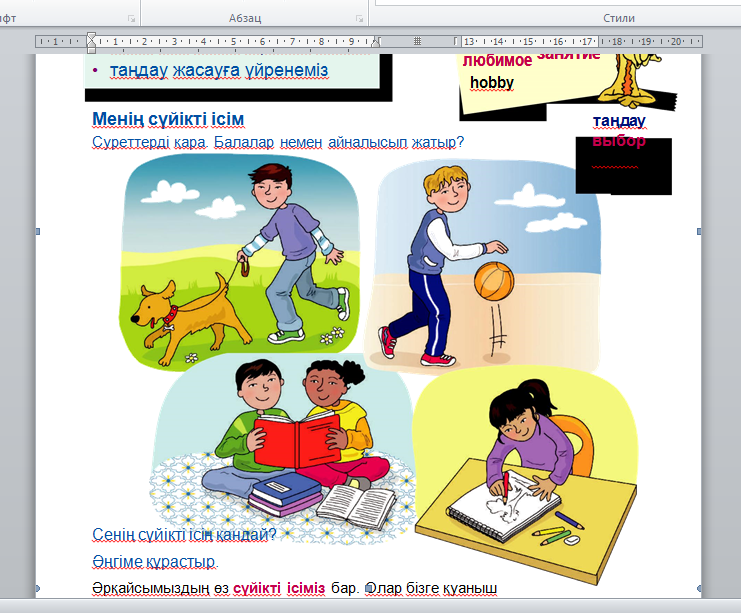 фт
Абзац
Стили
1 1 2 3 4 5 6 7 8 9 13 14 15 16 17 18 19 20
• таңдау жасауға үйренеміз
любимое занятие
hobby
таңдау
выбор
Менің сүйікті ісім
Суреттерді қара. Балалар немен айналысып жатыр?
Сенің сүйікті ісің қандай?
Әңгіме құрастыр.
Әрқайсымыздың өз сүйікті ісіміз бар. Олар бізге қуаныш